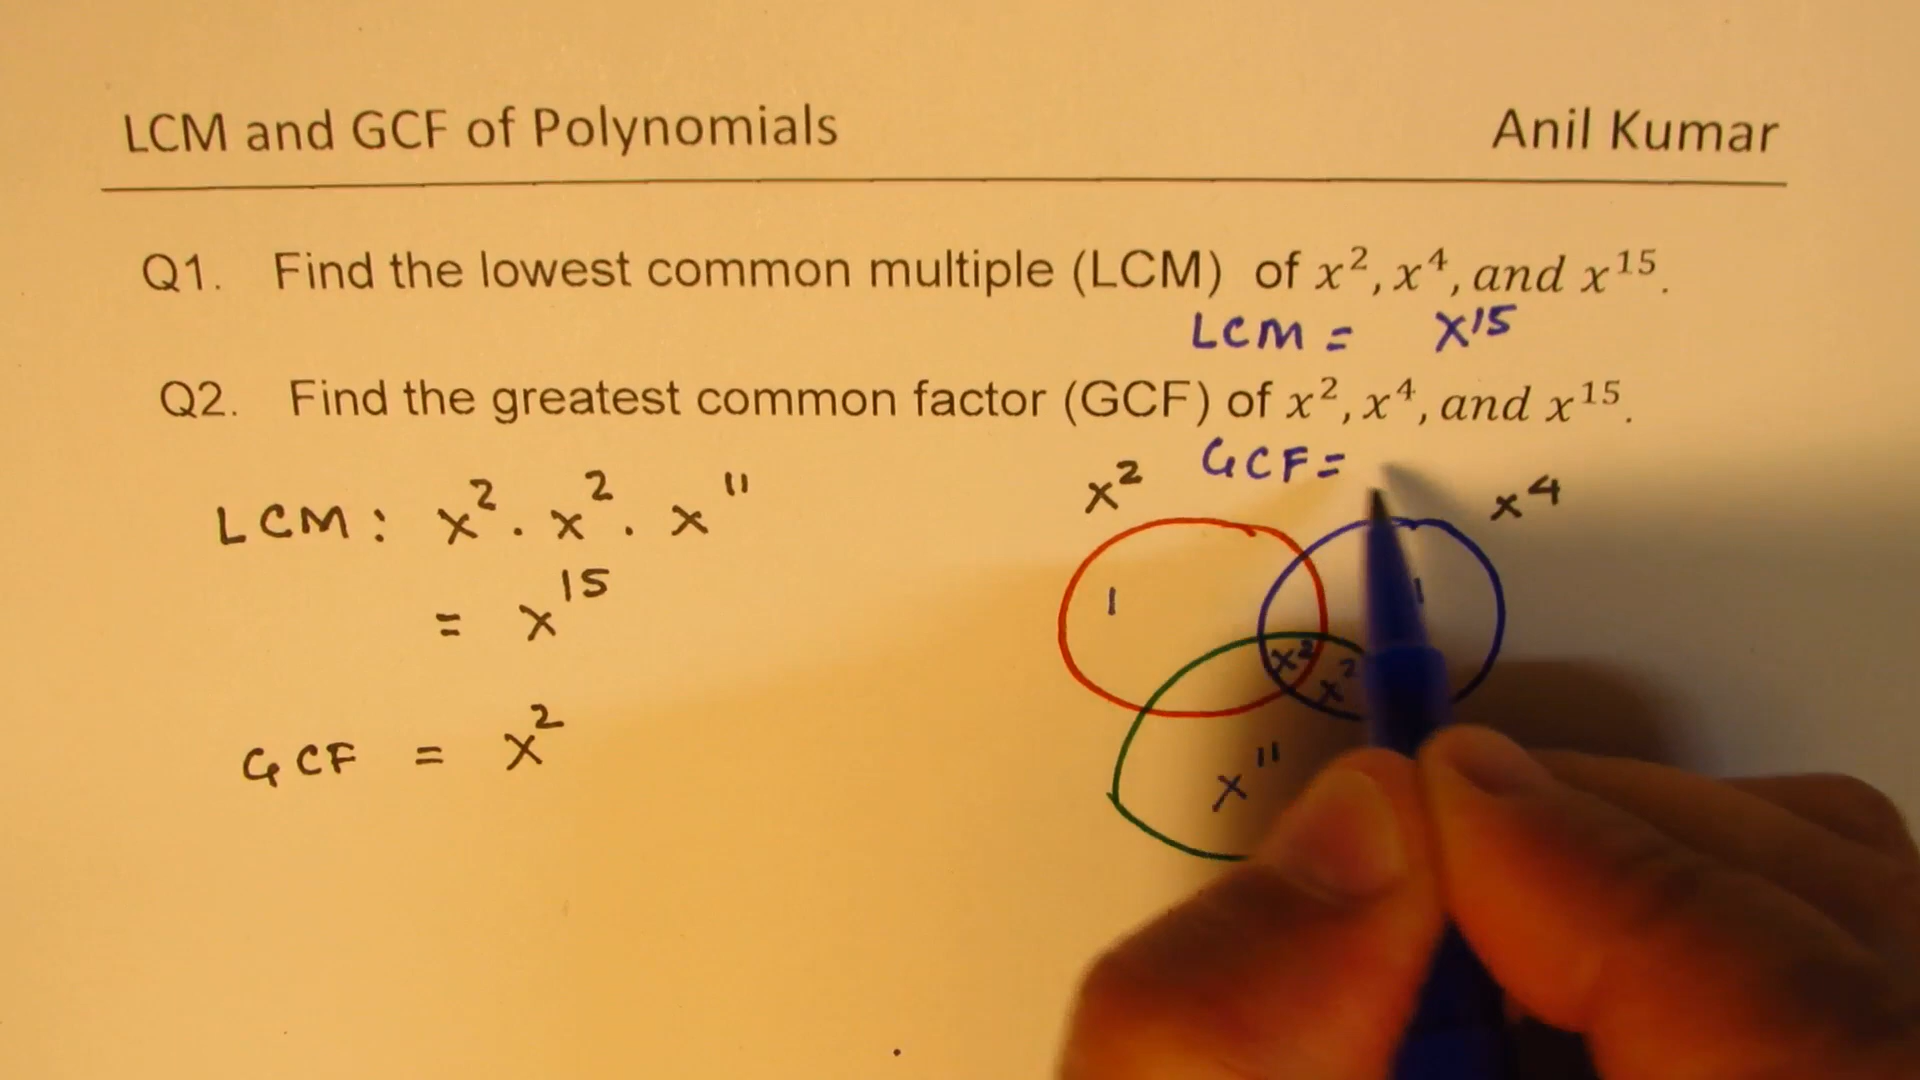 LCM and GCF of Polynomials Anil Kumar
Q1. Find the lowest common multiple (LCM) of x², x⁴, and x¹⁵.
LCM = x¹⁵
Q2. Find the greatest common factor (GCF) of x², x⁴, and x¹⁵.
GCF =
x² x⁴
LCM : x² · x² · x¹¹
= x¹⁵
1 1
x² x²
GCF = x²
x¹¹